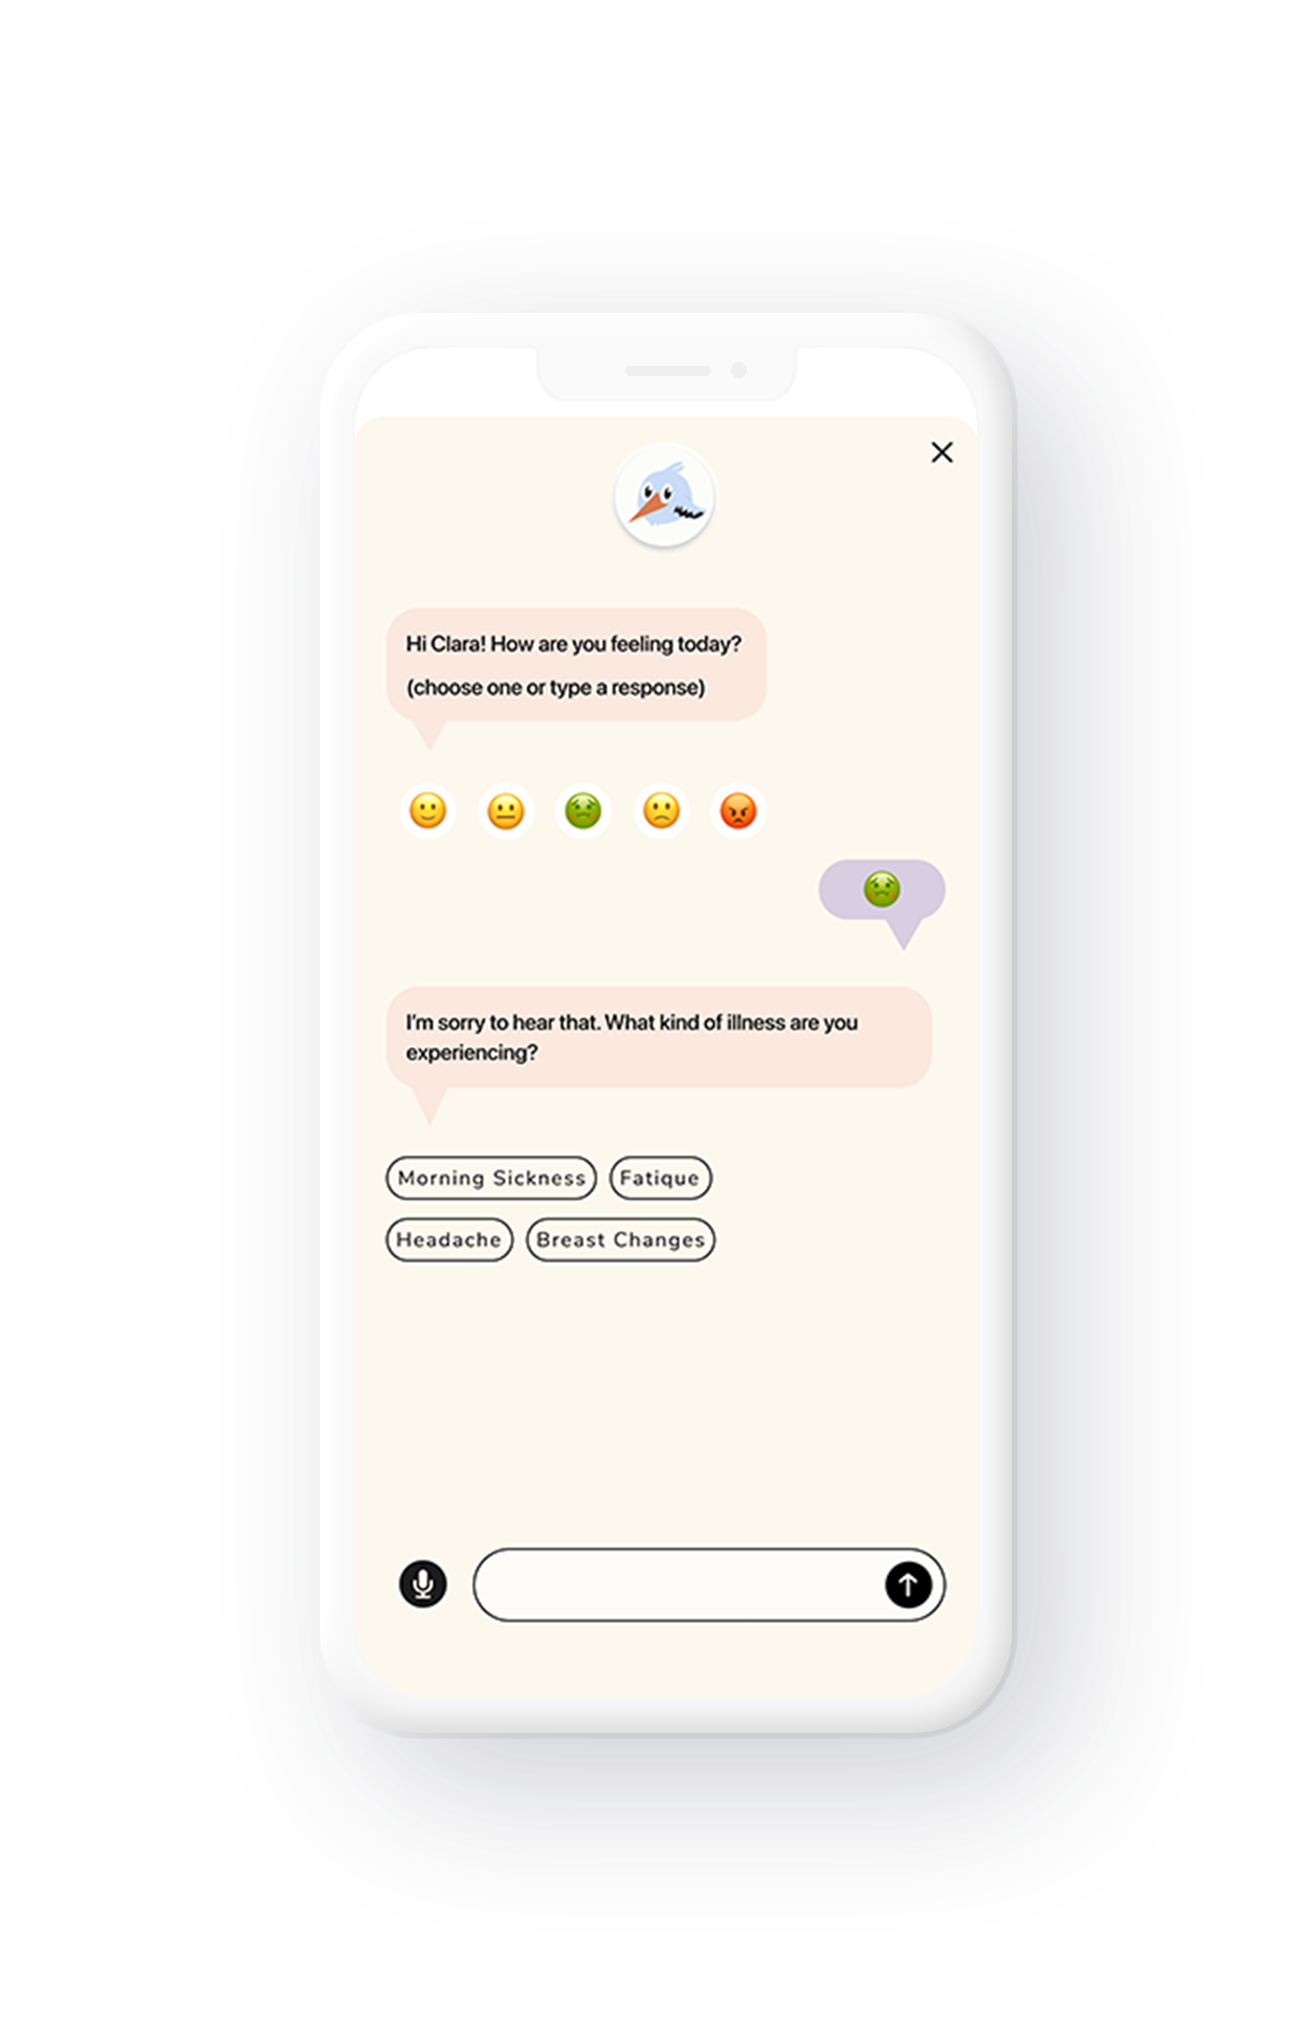 Hi Clara! How are you feeling today?
(choose one or type a response)
I'm sorry to hear that. What kind of illness are you
experiencing?
Morning Sickness
Fatique
Headache
Breast Changes